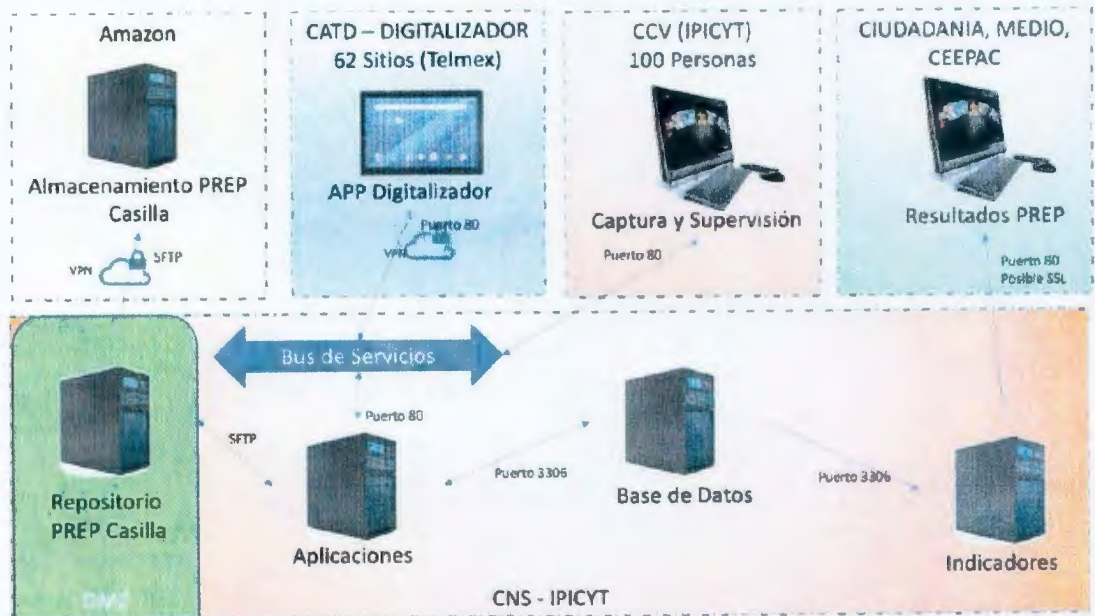 Amazon
Almacenamiento PREP
Casilla
VPN
SFTP
CATD – DIGITALIZADOR
62 Sitios (Telmex)
APP Digitalizador
Puerto 80
VPN
CCV (IPICYT)
100 Personas
Captura y Supervisión
Puerto 80
CIUDADANIA, MEDIO,
CEEPAC
Resultados PREP
Puerto 80
Posible SSL
Bus de Servicios
Repositorio
PREP Casilla
DMZ
SFTP
Puerto 80
Aplicaciones
Puerto 3306
Base de Datos
Puerto 3306
Indicadores
CNS - IPICYT